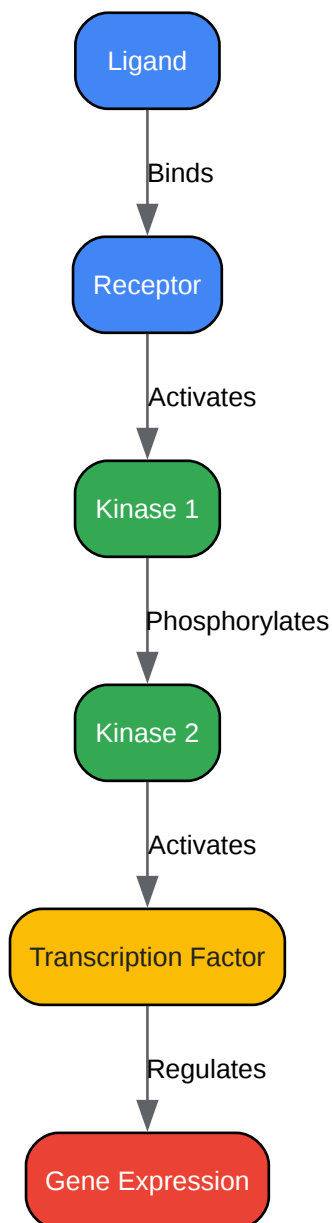 Ligand
Binds
Receptor
Activates
Kinase 1
Phosphorylates
Kinase 2
Activates
Transcription Factor
Regulates
Gene Expression